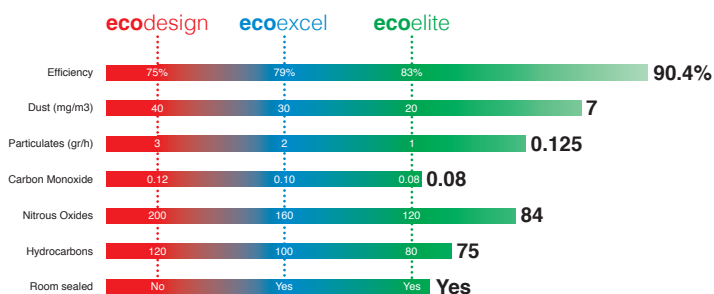 ecodesign ecoexcel ecoelite
Efficiency 75% 79% 83% 90.4%
Dust (mg/m3) 40 30 20 7
Particulates (gr/h) 3 2 1 0.125
Carbon Monoxide 0.12 0.10 0.08 0.08
Nitrous Oxides 200 160 120 84
Hydrocarbons 120 100 80 75
Room sealed No Yes Yes Yes